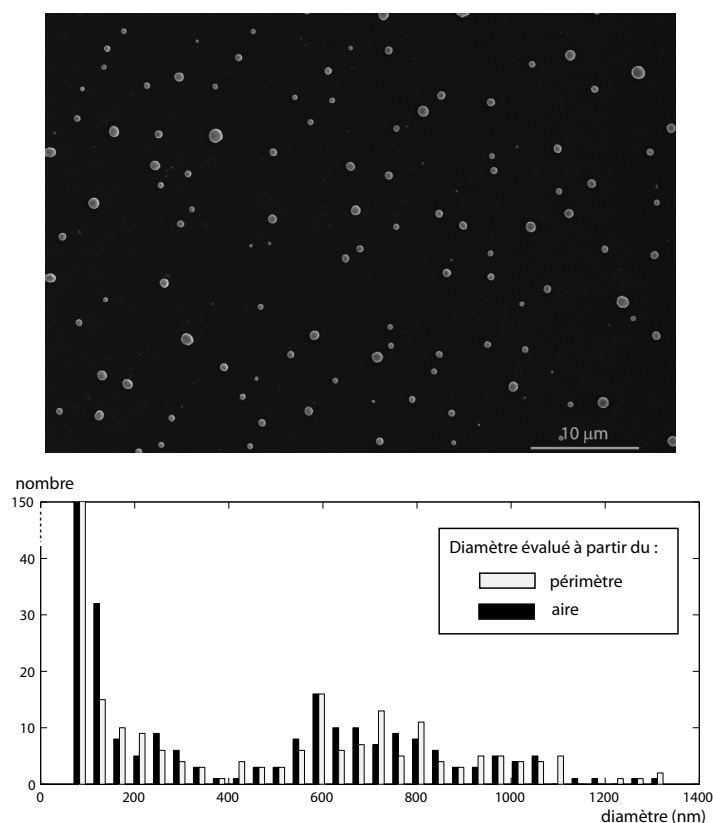 10 μm
nombre
150
40
30
20
10
0
Diamètre évalué à partir du :
périmètre
aire
0 200 400 600 800 1000 1200 1400
diamètre (nm)